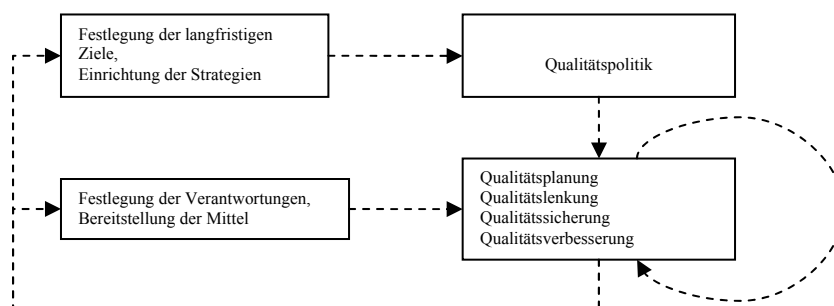 Festlegung der langfristigen
Ziele,
Einrichtung der Strategien
Qualitätspolitik
Festlegung der Verantwortungen,
Bereitstellung der Mittel
Qualitätsplanung
Qualitätslenkung
Qualitätssicherung
Qualitätsverbesserung